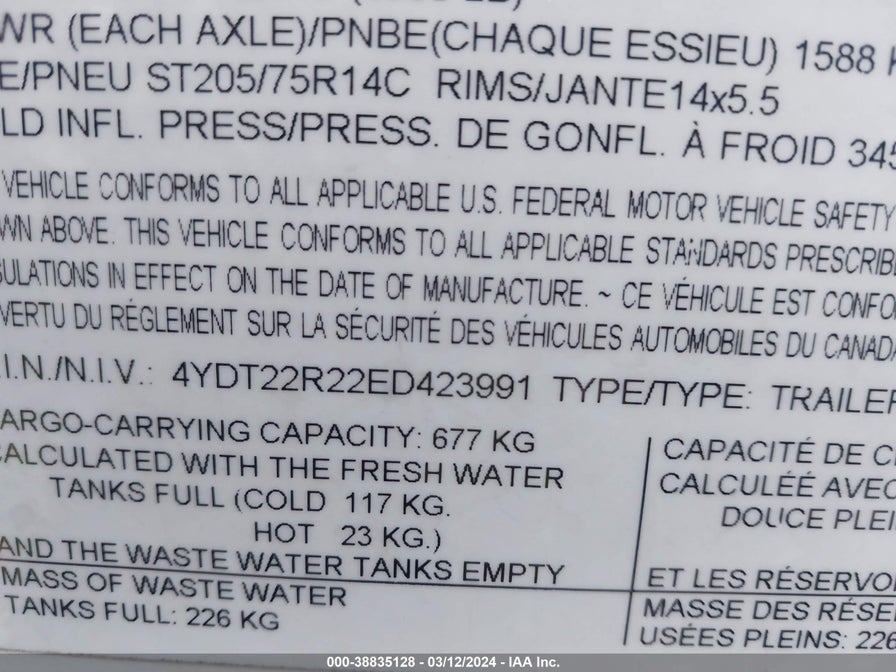 WR (EACH AXLE)/PNBE(CHAQUE ESSIEU) 1588
E/PNEU ST205/75R14C RIMS/JANTE14x5.5
LD INFL. PRESS/PRESS. DE GONFL. À FROID 345
VEHICLE CONFORMS TO ALL APPLICABLE U.S. FEDERAL MOTOR VEHICLE SAFETY
WN ABOVE. THIS VEHICLE CONFORMS TO ALL APPLICABLE STANDARDS PRESCRIBE
ULATIONS IN EFFECT ON THE DATE OF MANUFACTURE. ~ CE VÉHICULE EST CONFO
VERTU DU RÉGLEMENT SUR LA SÉCURITÉ DES VÉHICULES AUTOMOBILES DU CANADA
.I.N./N.I.V.: 4YDT22R22ED423991 TYPE/TYPE: TRAILER
ARGO-CARRYING CAPACITY: 677 KG
CALCULATED WITH THE FRESH WATER
TANKS FULL (COLD 117 KG.
HOT 23 KG.)
AND THE WASTE WATER TANKS EMPTY
MASS OF WASTE WATER
TANKS FULL: 226 KG
CAPACITÉ DE C
CALCULÉE AVEC
DOUCE PLEI
ET LES RÉSERVO
MASSE DES RÉSE
USÉES PLEINS: 226
000-38835128 - 03/12/2024 - IAA Inc.